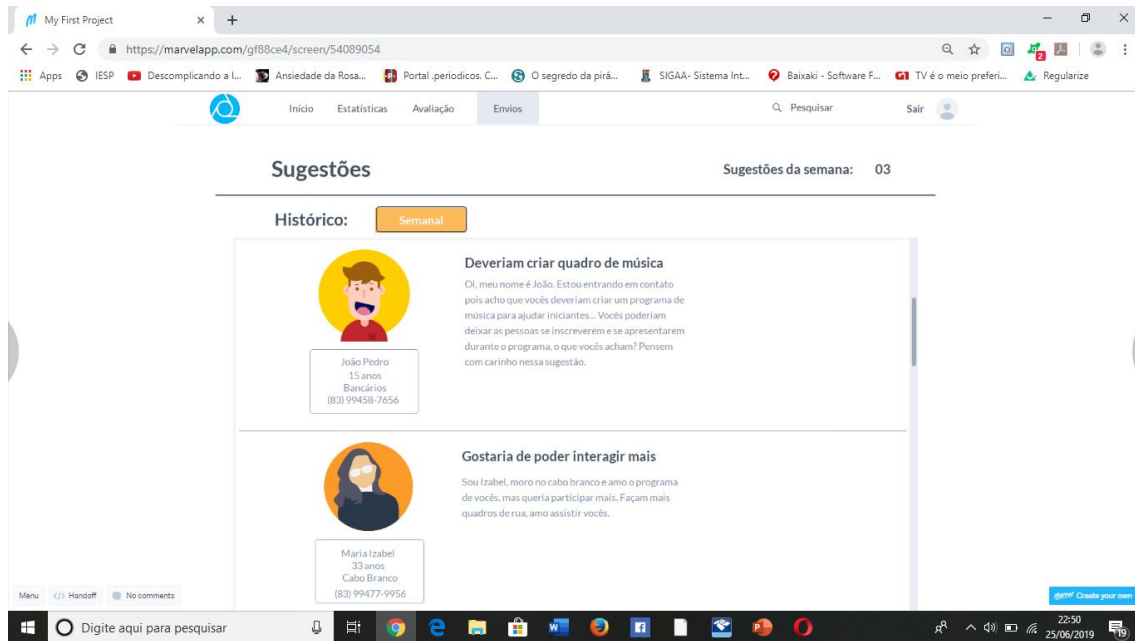 My First Project
https://marvelapp.com/gf88ce4/screen/54089054
Apps IESP Descomplicando a l... Ansiedade da Rosa... Portal .periodicos. C... O segredo da pirâ... SIGAA- Sistema Int... Baixaki - Software F... G1 TV é o meio preferi... Regularize
Início Estatísticas Avaliação Envios Pesquisar Sair
Sugestões Sugestões da semana: 03
Histórico: Semanal
Deveriam criar quadro de música
Oi, meu nome é João. Estou entrando em contato
pois acho que vocês deveriam criar um programa de
música para ajudar iniciantes... Vocês poderiam
deixar as pessoas se inscreverem e se apresentarem
durante o programa, o que vocês acham? Pensem
com carinho nessa sugestão.
João Pedro
15 anos
Bancários
(83) 99458-7656
Gostaria de poder interagir mais
Sou Izabel, moro no cabo branco e amo o programa
de vocês, mas queria participar mais. Façam mais
quadros de rua, amo assistir vocês.
Maria Izabel
33 anos
Cabo Branco
(83) 99477-9956
Menu </> Handoff No comments Create your own
Digite aqui para pesquisar
22:50
25/06/2019
19